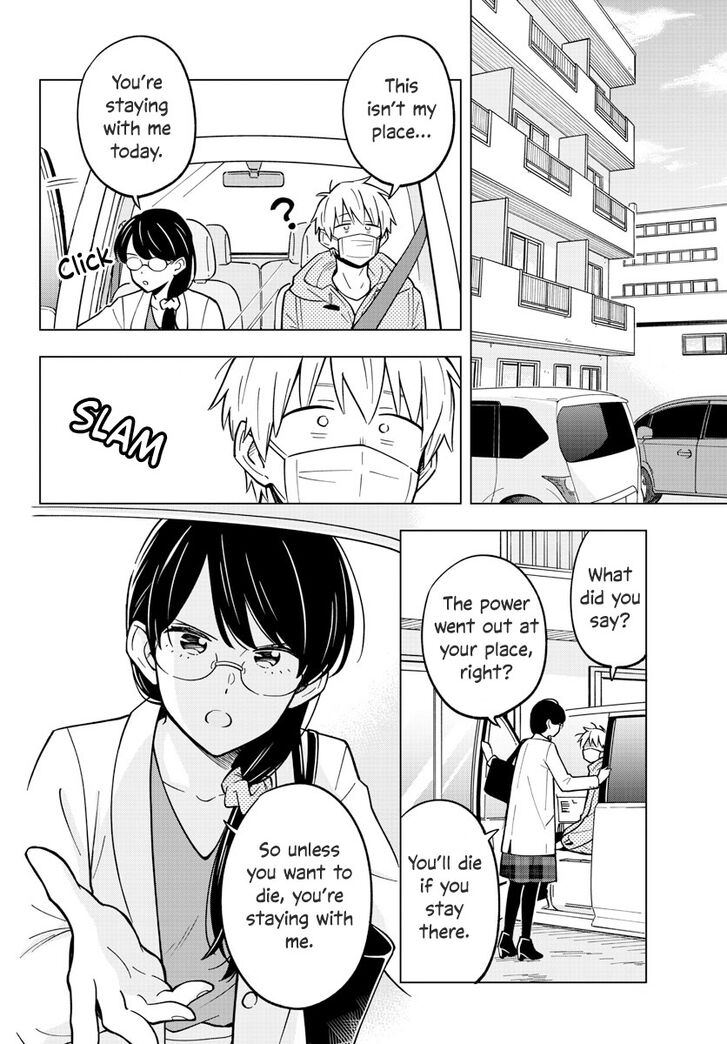 This
isn't my
place...
?
You're
staying
with me
today.
Click
SLAM
What
did you
say?
The power
went out at
your place,
right?
You'll die
if you
stay
there.
So unless
you want to
die, you're
staying with
me.